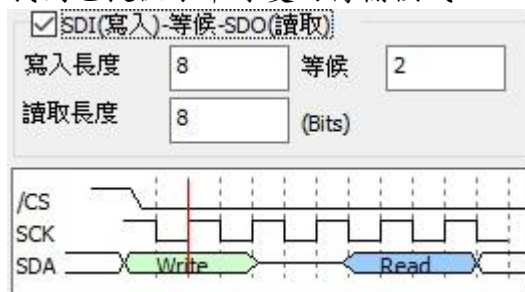 SDI(寫入)-等候-SDO(讀取)
寫入長度 8 等候 2
讀取長度 8 (Bits)
/CS
SCK
SDA Write Read